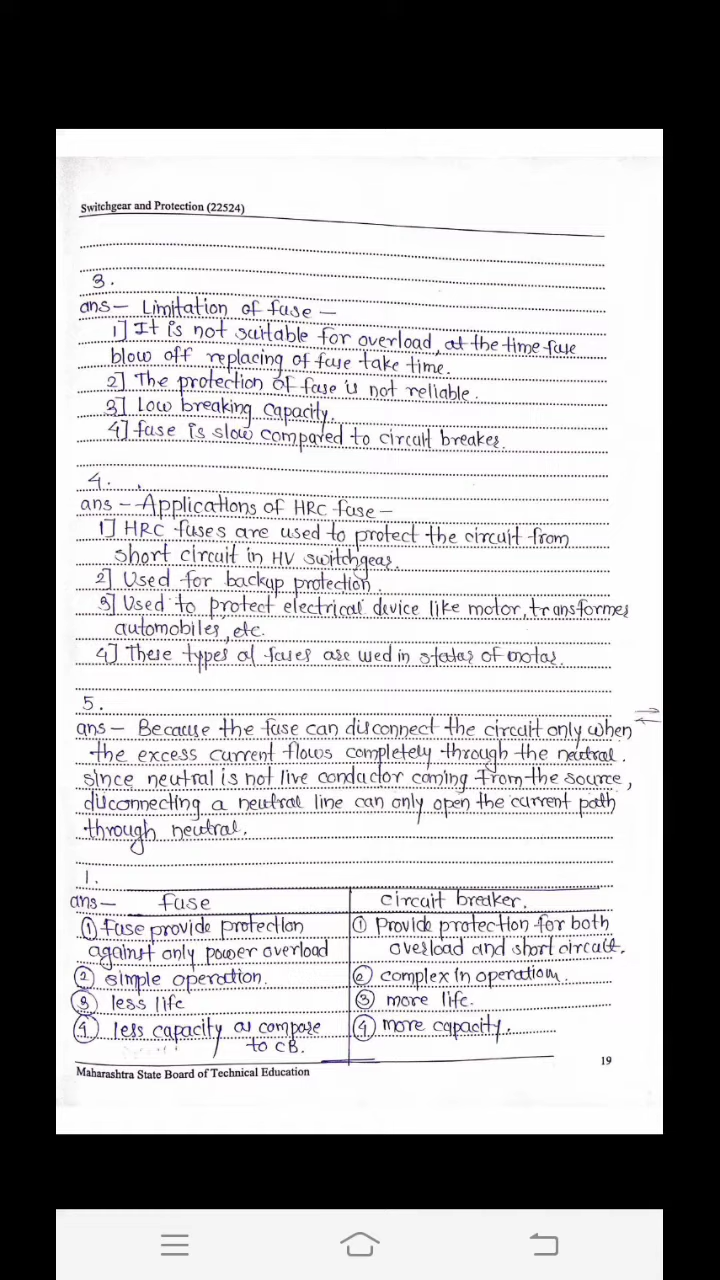 Switchgear and Protection (22524)
3.
ans- Limitation of fuse -
1] It is not suitable for overload, at the time fuse
blow off replacing of fuse take time.
2] The protection of fuse is not reliable.
3] Low breaking capacity.
4] fuse is slow compared to circuit breaker.
4.
ans - Applications of HRC fuse -
1] HRC fuses are used to protect the circuit from
short circuit in HV switchgear.
2] Used for backup protection.
3] Used to protect electrical device like motor, transformer
automobiles, etc.
4] These types of fuses are used in stator of motor.
5.
ans - Because the fuse can disconnect the circuit only when
the excess current flows completely through the neutral.
since neutral is not live conductor coming from the source,
disconnecting a neutral line can only open the current path
through neutral.
1.
ans - fuse circuit breaker.
① fuse provide protection ① Provide protection for both
against only power overload overload and short circuit.
② simple operation. ② complex in operation.
③ less life ③ more life.
④ less capacity as compare ④ more capacity.
to CB.
19
Maharashtra State Board of Technical Education